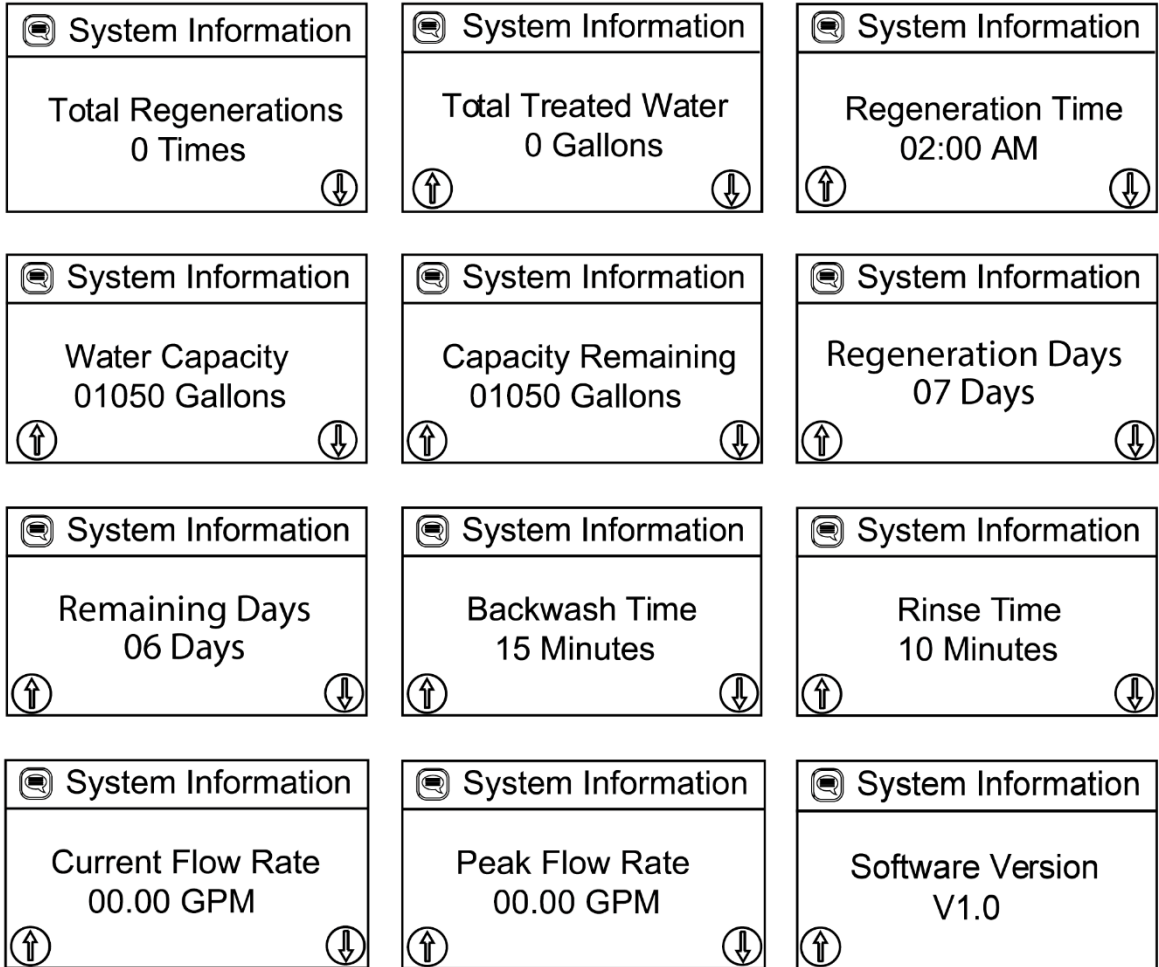 System Information
Total Regenerations
0 Times
System Information
Total Treated Water
0 Gallons
System Information
Regeneration Time
02:00 AM
System Information
Water Capacity
01050 Gallons
System Information
Capacity Remaining
01050 Gallons
System Information
Regeneration Days
07 Days
System Information
Remaining Days
06 Days
System Information
Backwash Time
15 Minutes
System Information
Rinse Time
10 Minutes
System Information
Current Flow Rate
00.00 GPM
System Information
Peak Flow Rate
00.00 GPM
System Information
Software Version
V1.0